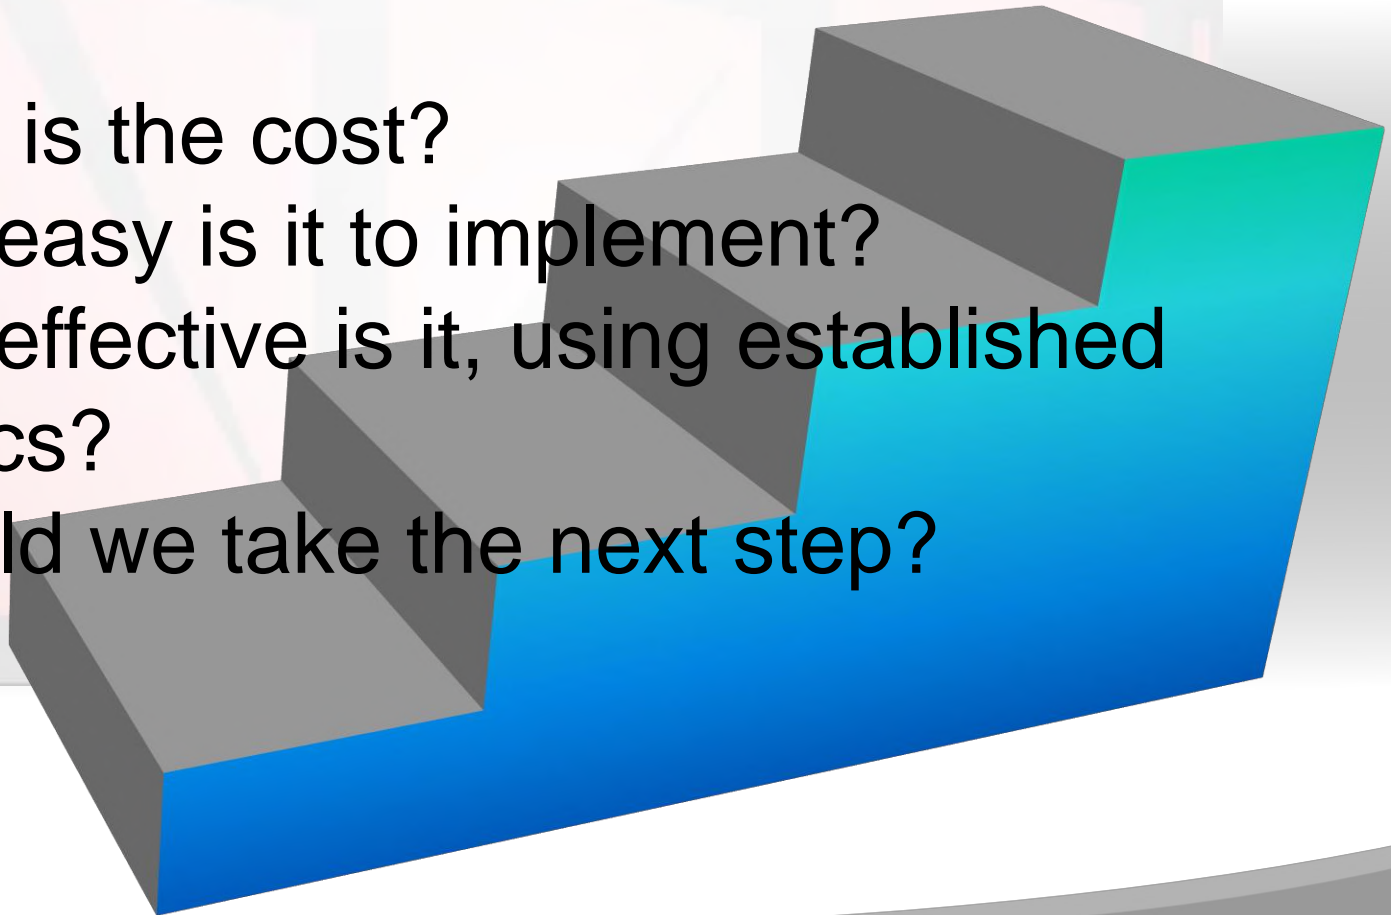 is the cost?
easy is it to implement?
effective is it, using established
cs?
ld we take the next step?